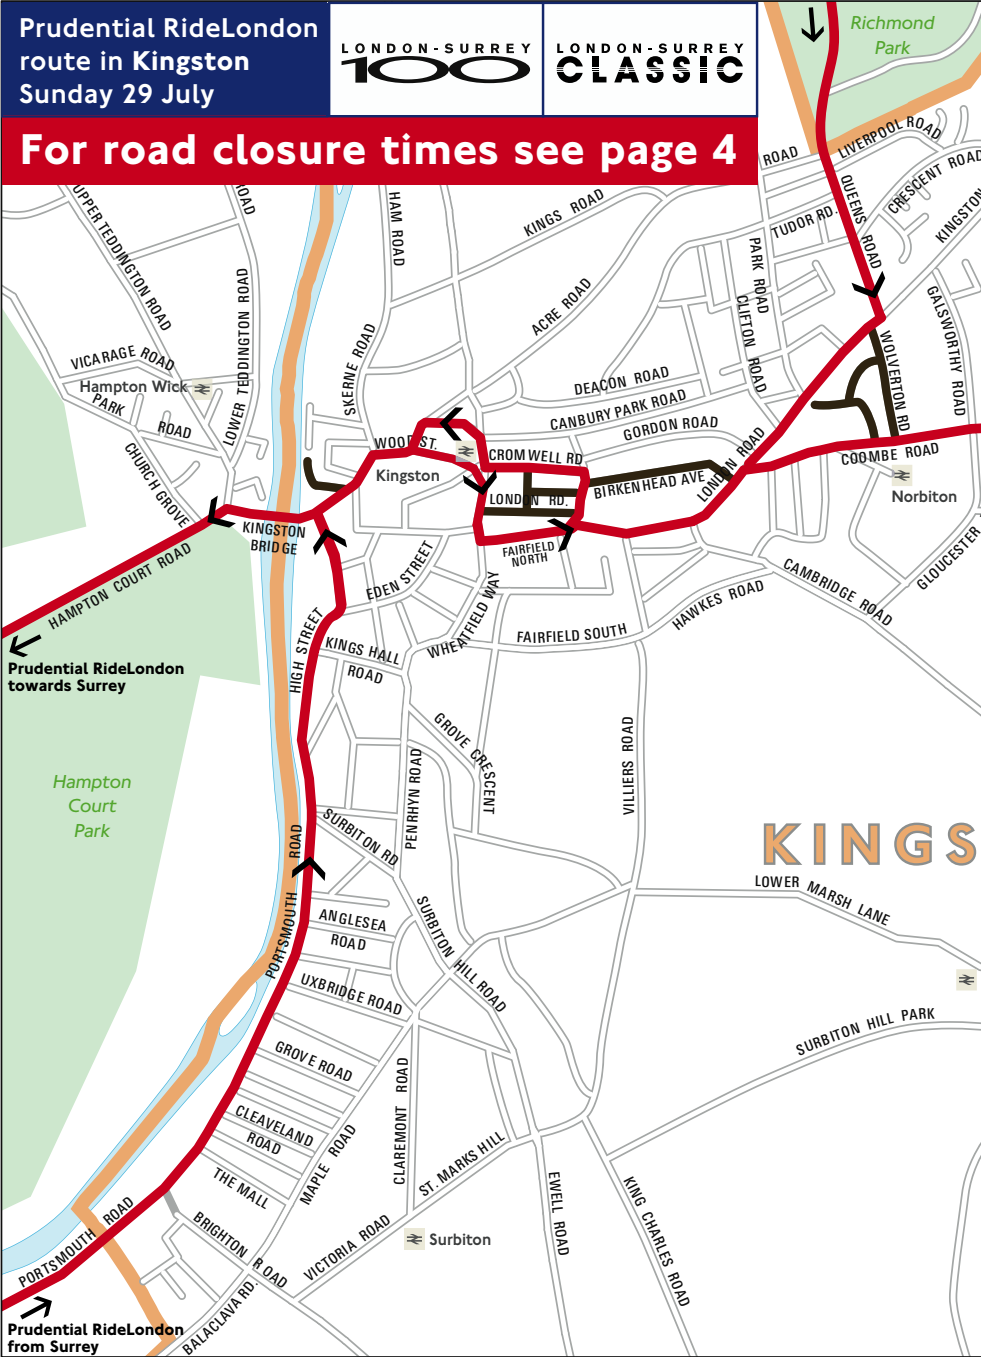 Prudential RideLondon
route in Kingston
Sunday 29 July
LONDON-SURREY
100
LONDON-SURREY
CLASSIC
For road closure times see page 4
Richmond
Park
LIVERPOOL ROAD
ROAD
CRESCENT ROAD
QUEENS ROAD
TUDOR RD.
KINGSTON
UPPER TEDDINGTON ROAD
ROAD
HAM ROAD
KINGS ROAD
PARK ROAD
LOWER TEDDINGTON ROAD
ACRE ROAD
CLIFTON ROAD
GALSWORTHY ROAD
WOLVERTON RD
SKERNE ROAD
VICARAGE ROAD
Hampton Wick
PARK ROAD
DEACON ROAD
CANBURY PARK ROAD
GORDON ROAD
CHURCH GROVE
WOOD ST.
Kingston
CROMWELL RD
BIRKENHEAD AVE
LONDON ROAD
LONDON RD.
COOMBE ROAD
Norbiton
KINGSTON
BRIDGE
FAIRFIELD
NORTH
EDEN STREET
WHEATFIELD WAY
GLOUCESTER
CAMBRIDGE ROAD
HAWKES ROAD
HAMPTON COURT ROAD
Prudential RideLondon
towards Surrey
HIGH STREET
KINGS HALL
ROAD
FAIRFIELD SOUTH
GROVE CRESCENT
VILLIERS ROAD
PENRHYN ROAD
Hampton
Court
Park
KINGS
SURBITON RD
PORTSMOUTH ROAD
LOWER MARSH LANE
ANGLESEA
ROAD
SURBITON HILL ROAD
UXBRIDGE ROAD
SURBITON HILL PARK
GROVE ROAD
CLEAVELAND
ROAD
CLAREMONT ROAD
MAPLE ROAD
THE MALL
ST. MARKS HILL
EWELL ROAD
KING CHARLES ROAD
BRIGHTON ROAD
VICTORIA ROAD
Surbiton
PORTSMOUTH ROAD
BALACLAVA RD.
Prudential RideLondon
from Surrey